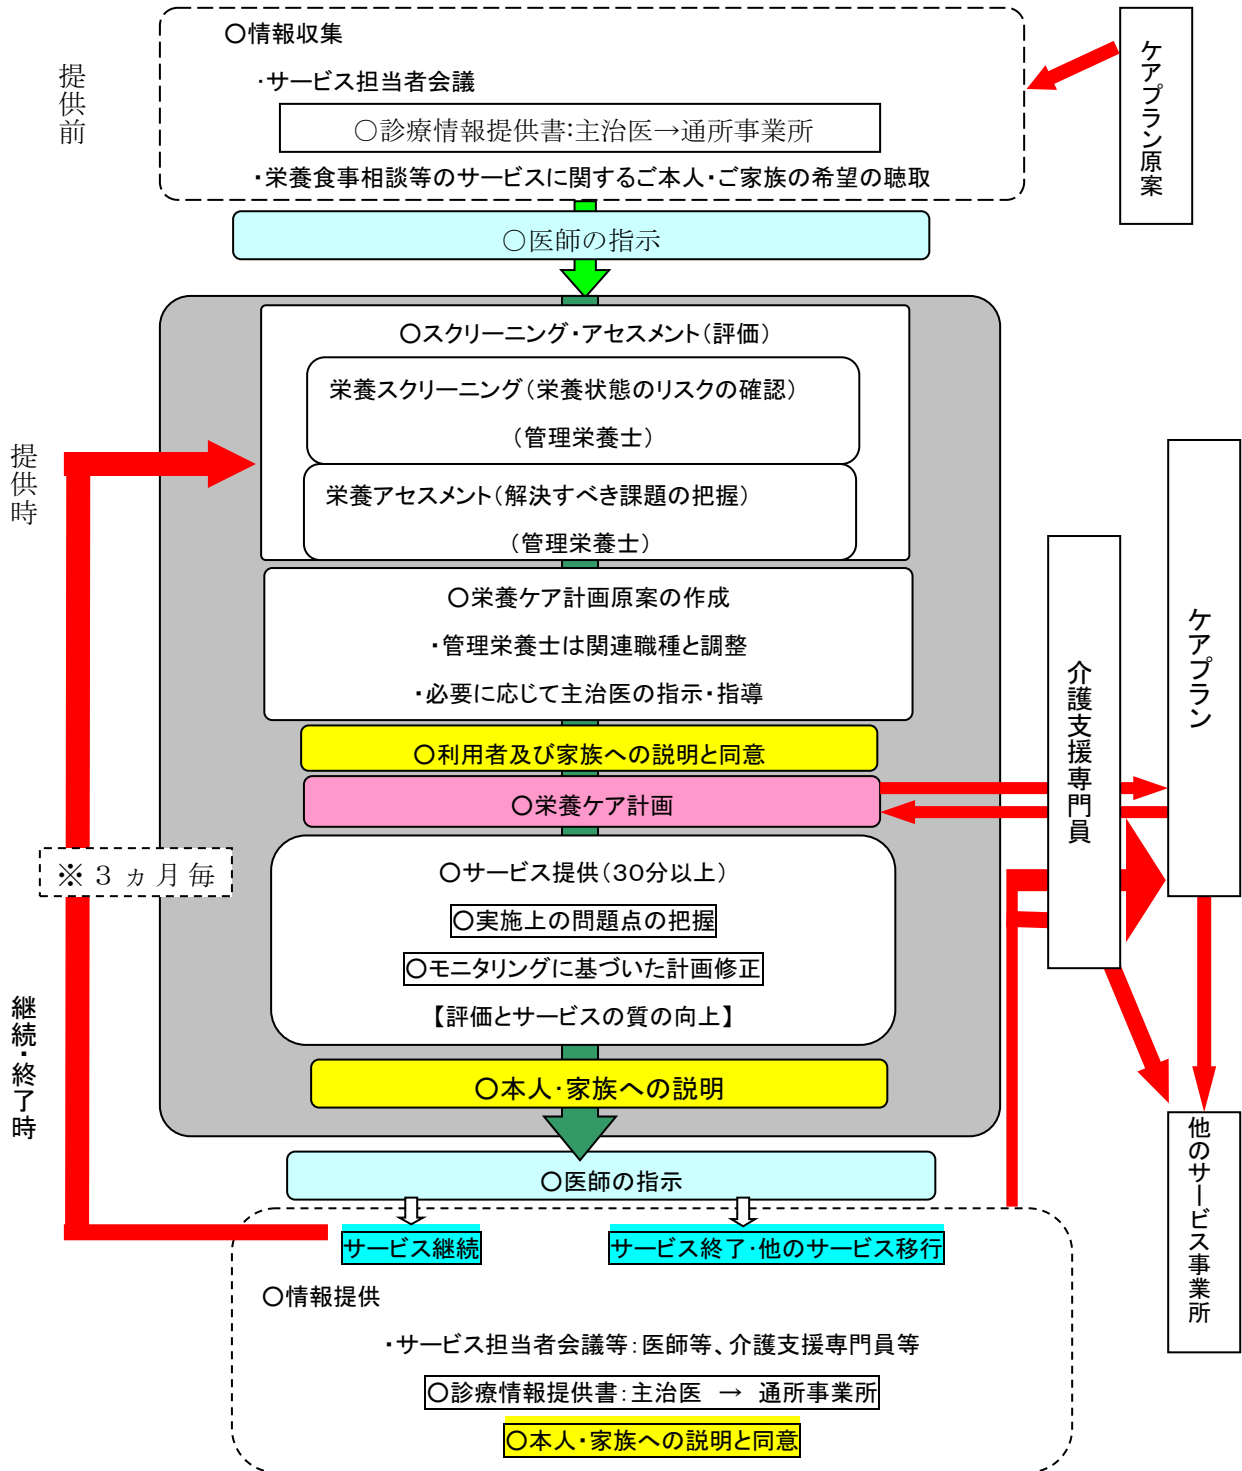 提供前
〇情報収集
・サービス担当者会議
〇診療情報提供書:主治医→通所事業所
・栄養食事相談等のサービスに関するご本人・ご家族の希望の聴取
ケアプラン原案
〇医師の指示
提供時
〇スクリーニング・アセスメント(評価)
栄養スクリーニング(栄養状態のリスクの確認)
(管理栄養士)
栄養アセスメント(解決すべき課題の把握)
(管理栄養士)
〇栄養ケア計画原案の作成
・管理栄養士は関連職種と調整
・必要に応じて主治医の指示・指導
〇利用者及び家族への説明と同意
〇栄養ケア計画
介護支援専門員
ケアプラン
※3ヵ月毎
〇サービス提供(30分以上)
〇実施上の問題点の把握
〇モニタリングに基づいた計画修正
【評価とサービスの質の向上】
継続・終了時
〇本人・家族への説明
他のサービス事業所
〇医師の指示
サービス継続
サービス終了・他のサービス移行
〇情報提供
・サービス担当者会議等:医師等、介護支援専門員等
〇診療情報提供書:主治医 → 通所事業所
〇本人・家族への説明と同意